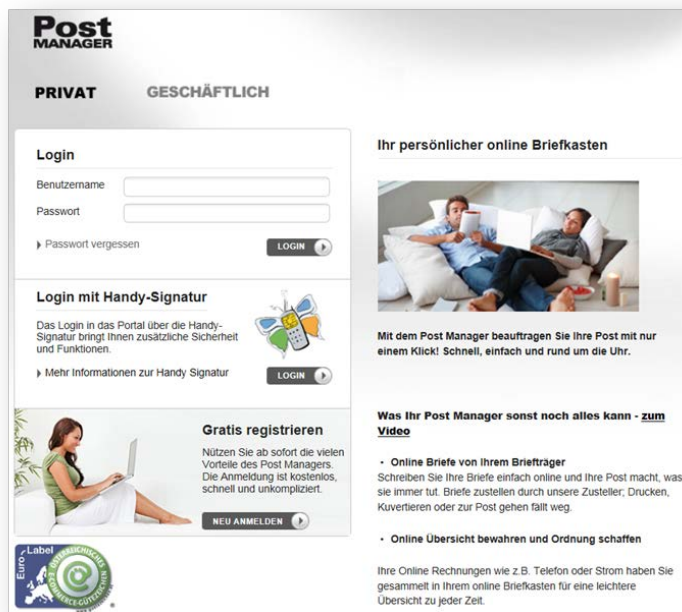 Post
MANAGER
PRIVAT GESCHÄFTLICH
Login
Benutzername
Passwort
Passwort vergessen LOGIN
Login mit Handy-Signatur
Das Login in das Portal über die Handy-
Signatur bringt Ihnen zusätzliche Sicherheit
und Funktionen.
Mehr Informationen zur Handy Signatur LOGIN
Gratis registrieren
Nützen Sie ab sofort die vielen
Vorteile des Post Managers.
Die Anmeldung ist kostenlos,
schnell und unkompliziert.
NEU ANMELDEN
Euro-Label
ÖSTERREICHISCHES
E-COMMERCE-GÜTEZEICHEN
Ihr persönlicher online Briefkasten
Mit dem Post Manager beauftragen Sie Ihre Post mit nur
einem Klick! Schnell, einfach und rund um die Uhr.
Was Ihr Post Manager sonst noch alles kann - zum
Video
• Online Briefe von Ihrem Briefträger
Schreiben Sie Ihre Briefe einfach online und Ihre Post macht, was
sie immer tut. Briefe zustellen durch unsere Zusteller; Drucken,
Kuvertieren oder zur Post gehen fällt weg.
• Online Übersicht bewahren und Ordnung schaffen
Ihre Online Rechnungen wie z.B. Telefon oder Strom haben Sie
gesammelt in Ihrem online Briefkasten für eine leichtere
Übersicht zu jeder Zeit.